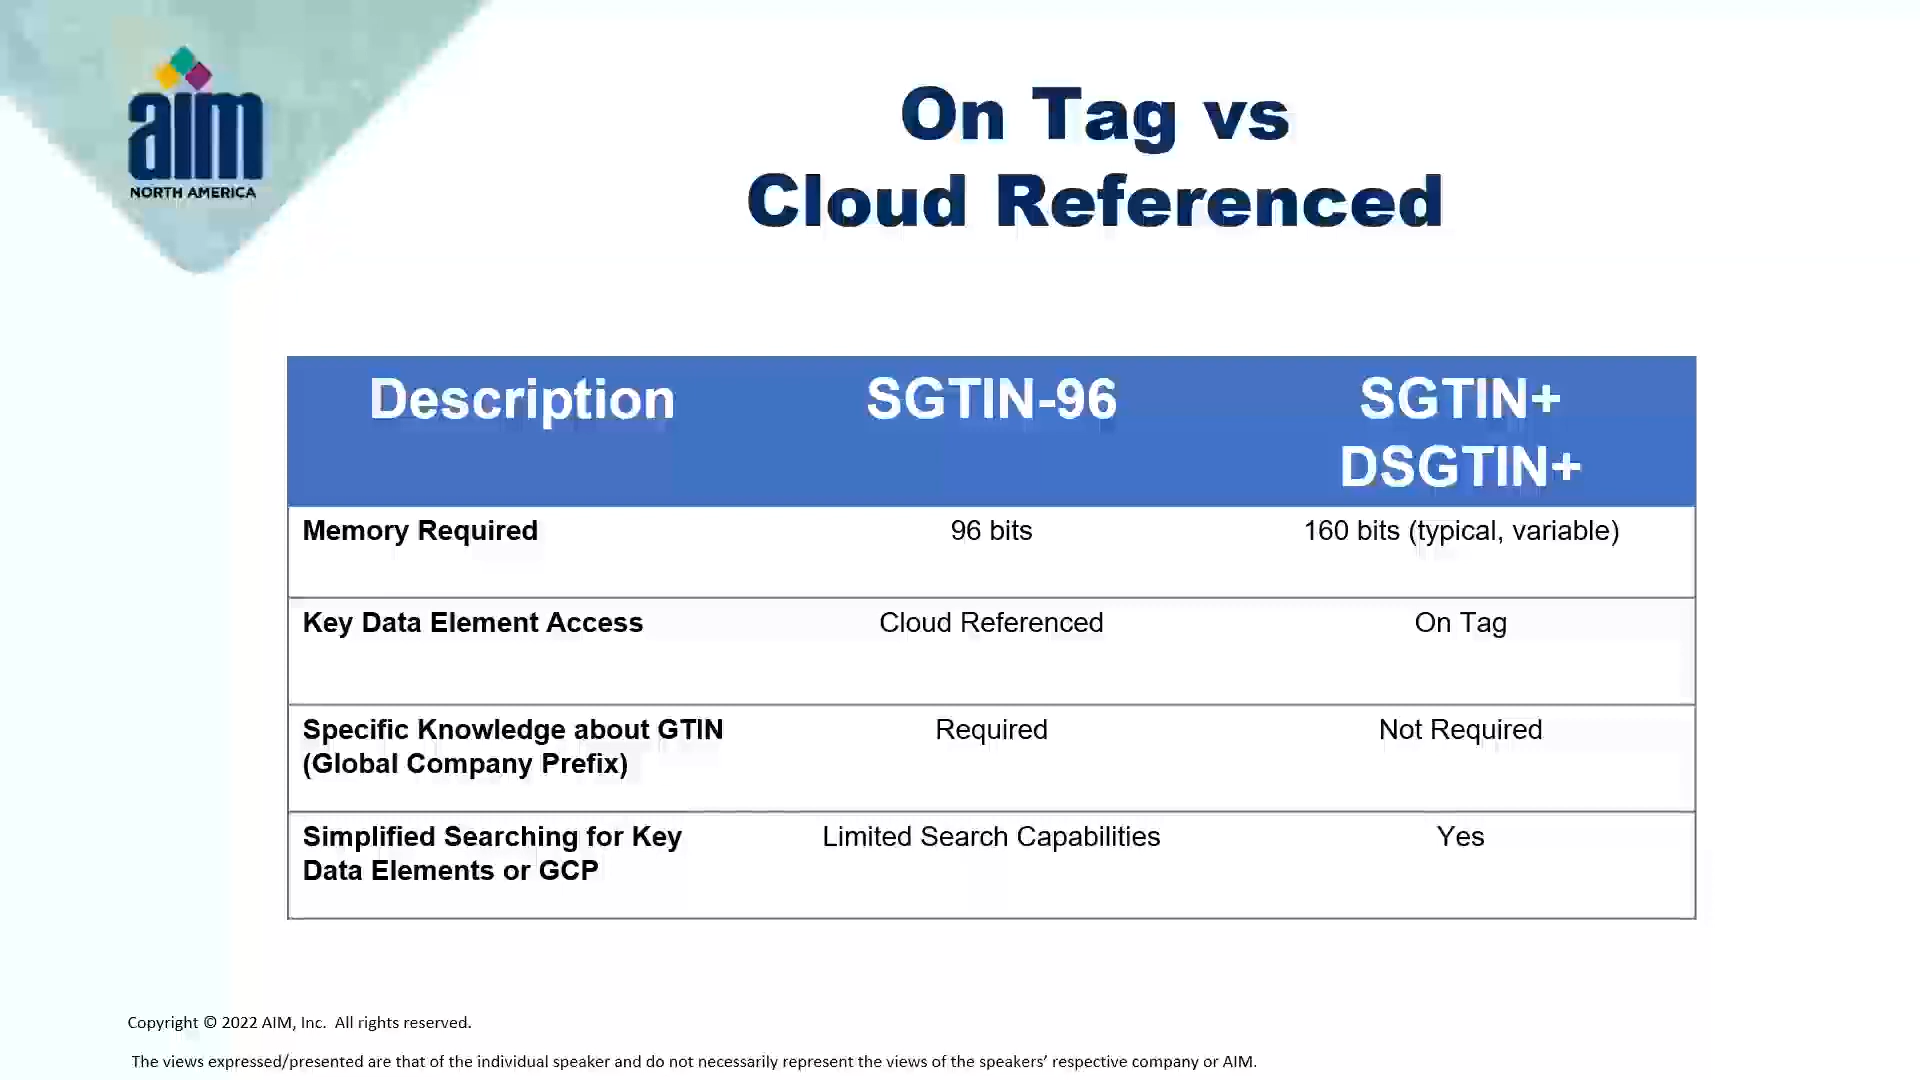 aim
NORTH AMERICA
On Tag vs
Cloud Referenced
Description SGTIN-96 SGTIN+
DSGTIN+
Memory Required 96 bits 160 bits (typical, variable)
Key Data Element Access Cloud Referenced On Tag
Specific Knowledge about GTIN Required Not Required
(Global Company Prefix)
Simplified Searching for Key Limited Search Capabilities Yes
Data Elements or GCP
Copyright © 2022 AIM, Inc. All rights reserved.
The views expressed/presented are that of the individual speaker and do not necessarily represent the views of the speakers’ respective company or AIM.